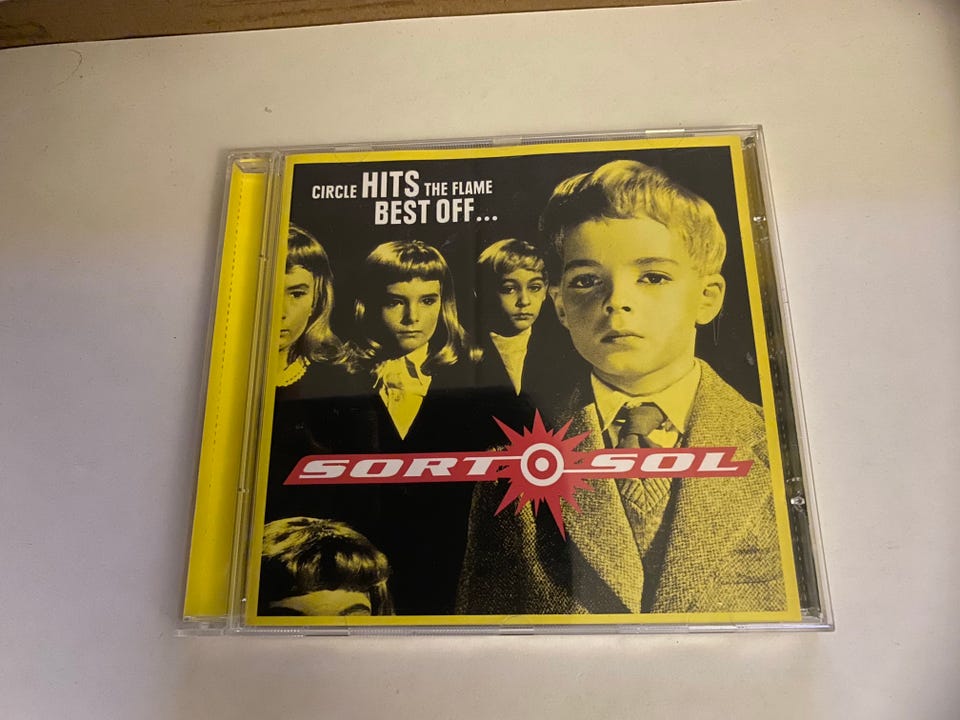 CIRCLE HITS THE FLAME
BEST OFF...
SORT SOL